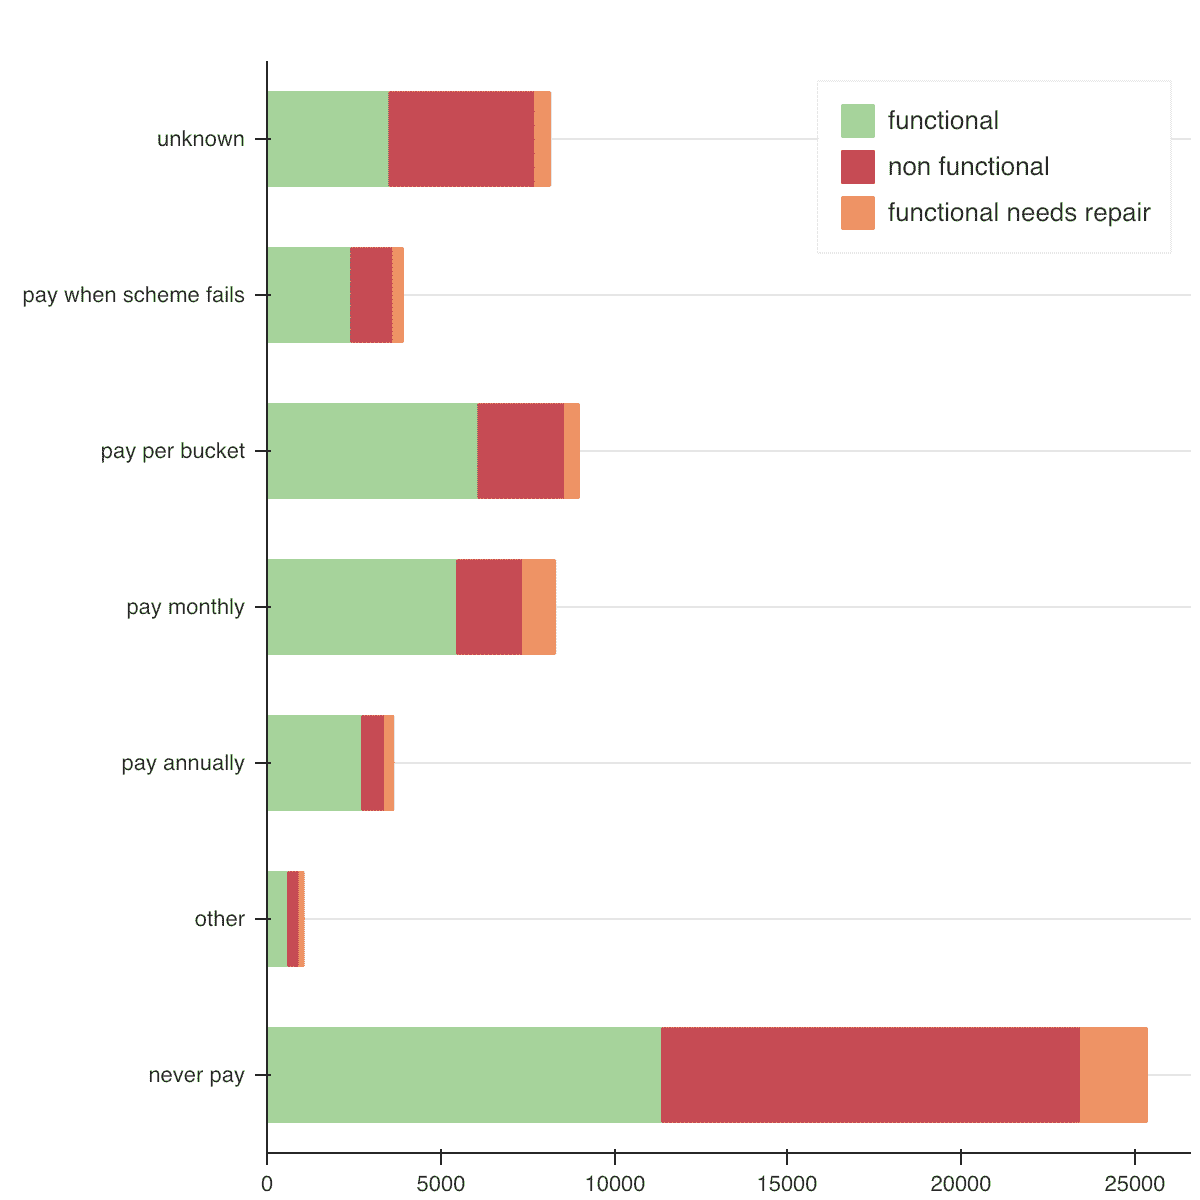 functional
non functional
functional needs repair
unknown
pay when scheme fails
pay per bucket
pay monthly
pay annually
other
never pay
0 5000 10000 15000 20000 25000